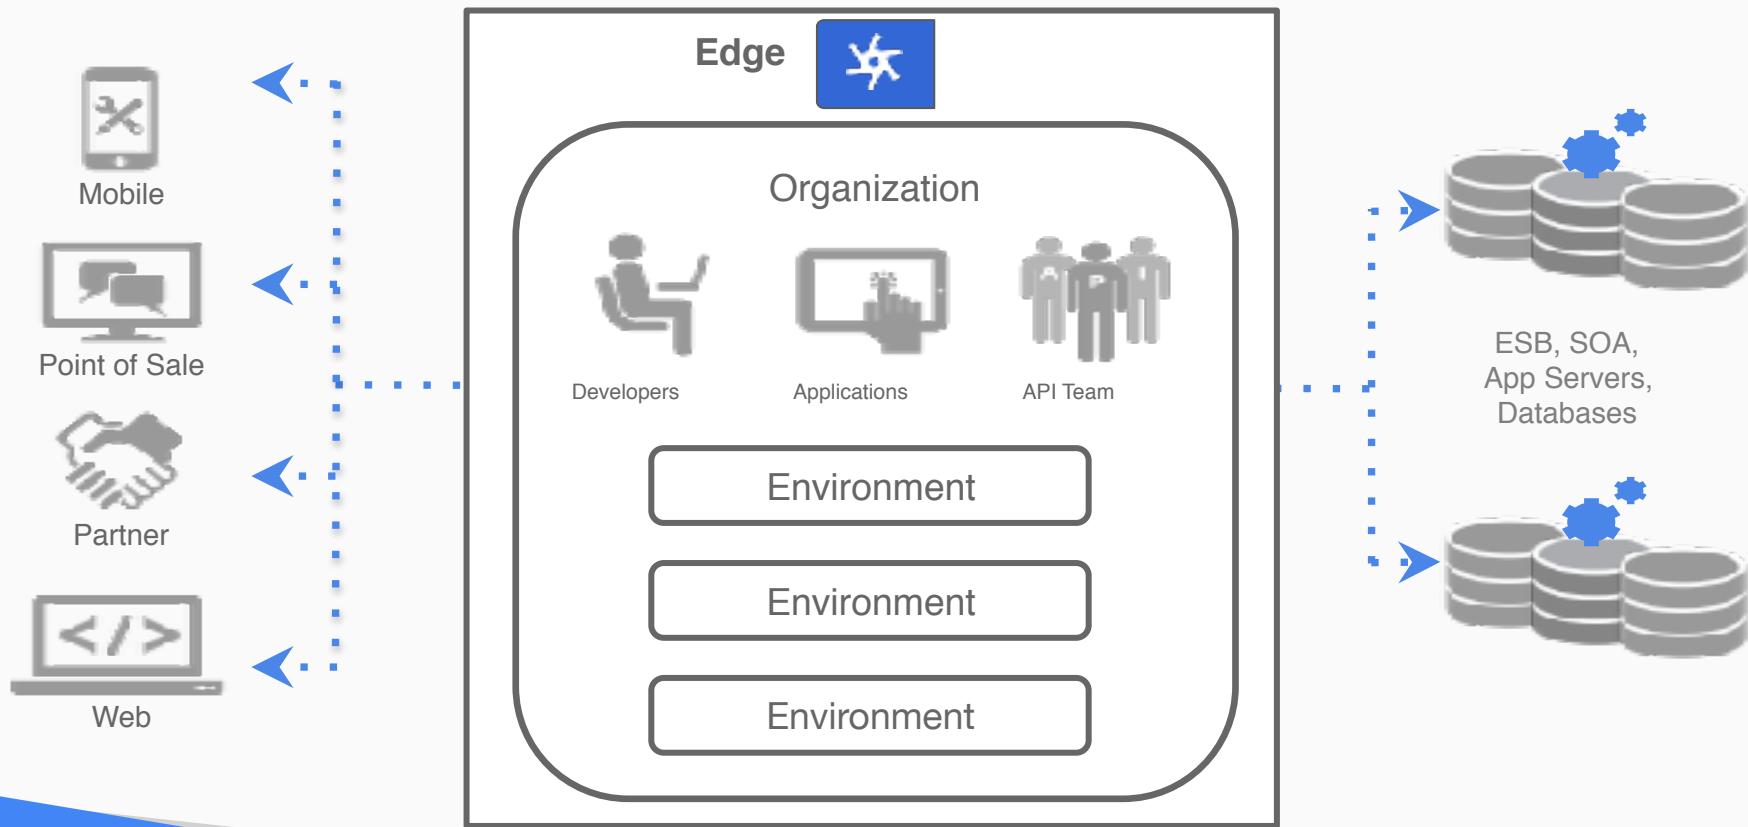 Edge
Mobile
Point of Sale
Partner
</>
Web
Organization
A P I
Developers
Applications
API Team
Environment
Environment
Environment
ESB, SOA,
App Servers,
Databases